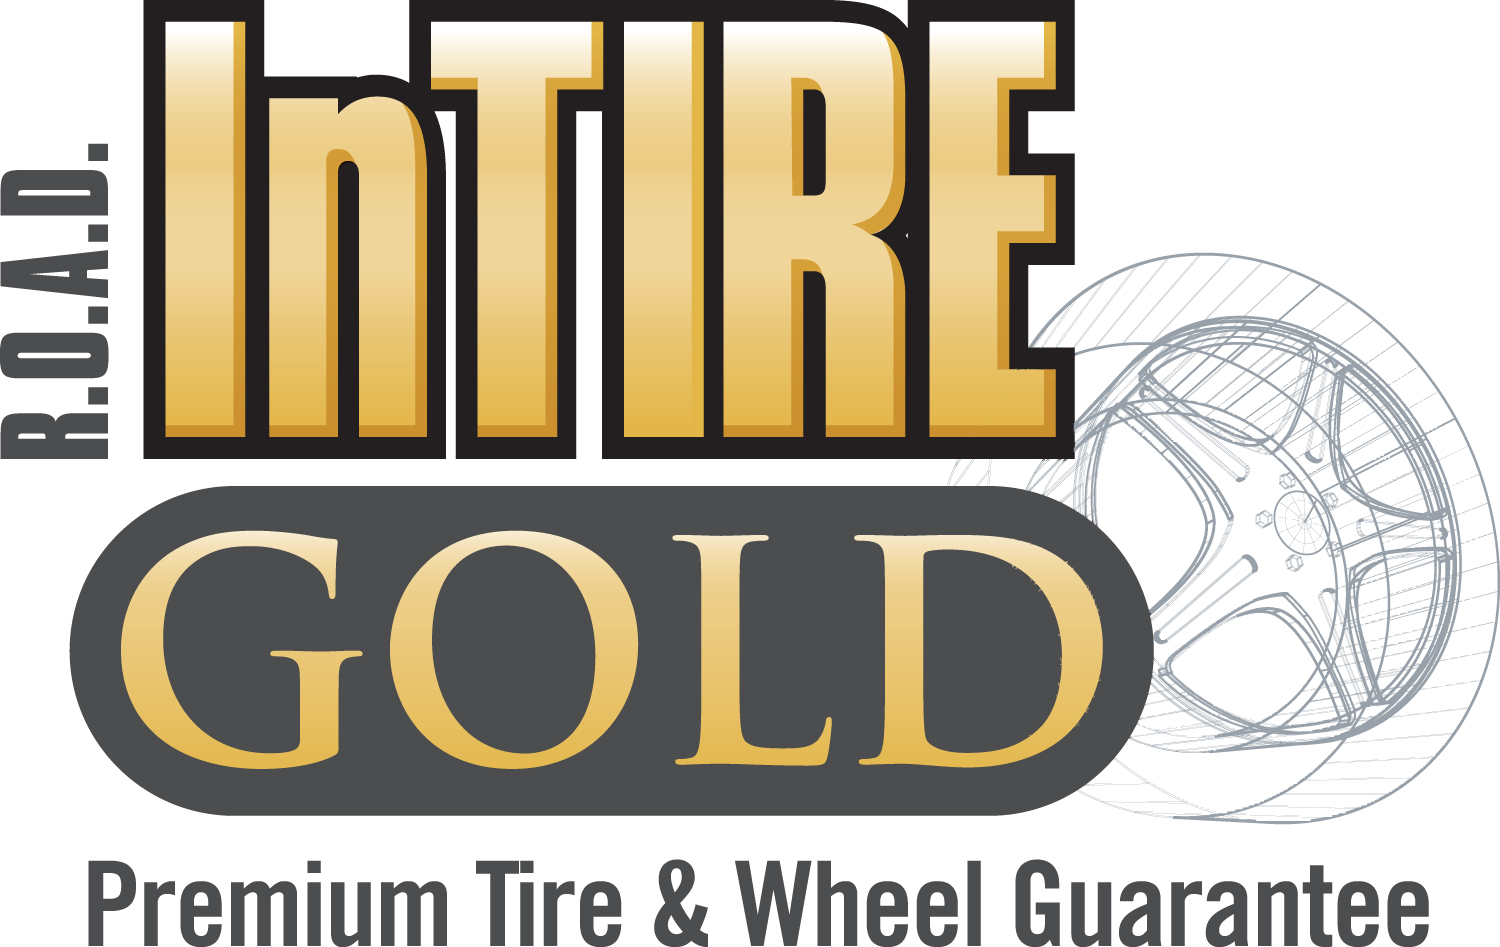 R.O.A.D.
InTIRE
GOLD
Premium Tire & Wheel Guarantee